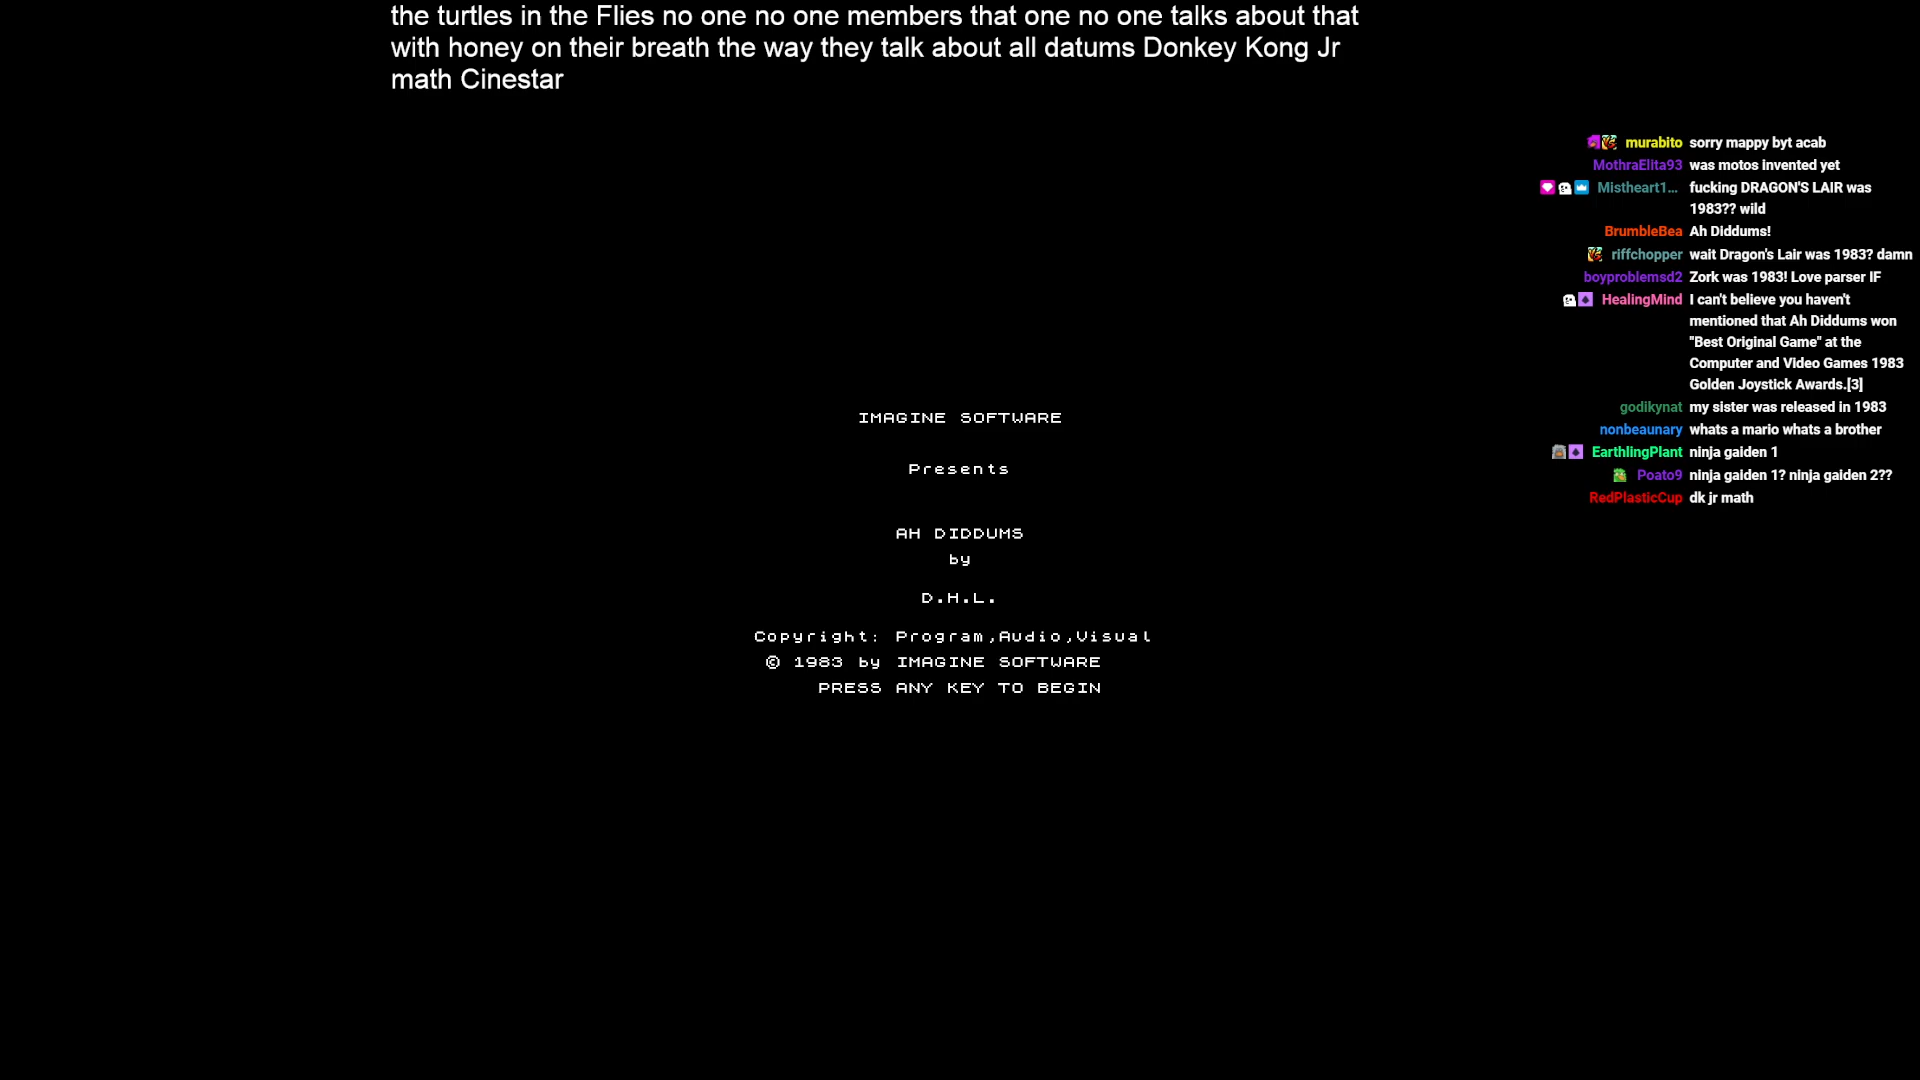 the turtles in the Flies no one no one members that one no one talks about that
with honey on their breath the way they talk about all datums Donkey Kong Jr
math Cinestar
murabito sorry mappy byt acab
MothraElita93 was motos invented yet
Mistheart1... fucking DRAGON'S LAIR was
1983?? wild
BrumbleBea Ah Diddums!
riffchopper wait Dragon's Lair was 1983? damn
boyproblemsd2 Zork was 1983! Love parser IF
HealingMind I can't believe you haven't
mentioned that Ah Diddums won
"Best Original Game" at the
Computer and Video Games 1983
Golden Joystick Awards.[3]
godikynat my sister was released in 1983
nonbeaunary whats a mario whats a brother
EarthlingPlant ninja gaiden 1
Poato9 ninja gaiden 1? ninja gaiden 2??
RedPlasticCup dk jr math
IMAGINE SOFTWARE
Presents
AH DIDDUMS
by
D.H.L.
Copyright: Program,Audio,Visual
© 1983 by IMAGINE SOFTWARE
PRESS ANY KEY TO BEGIN